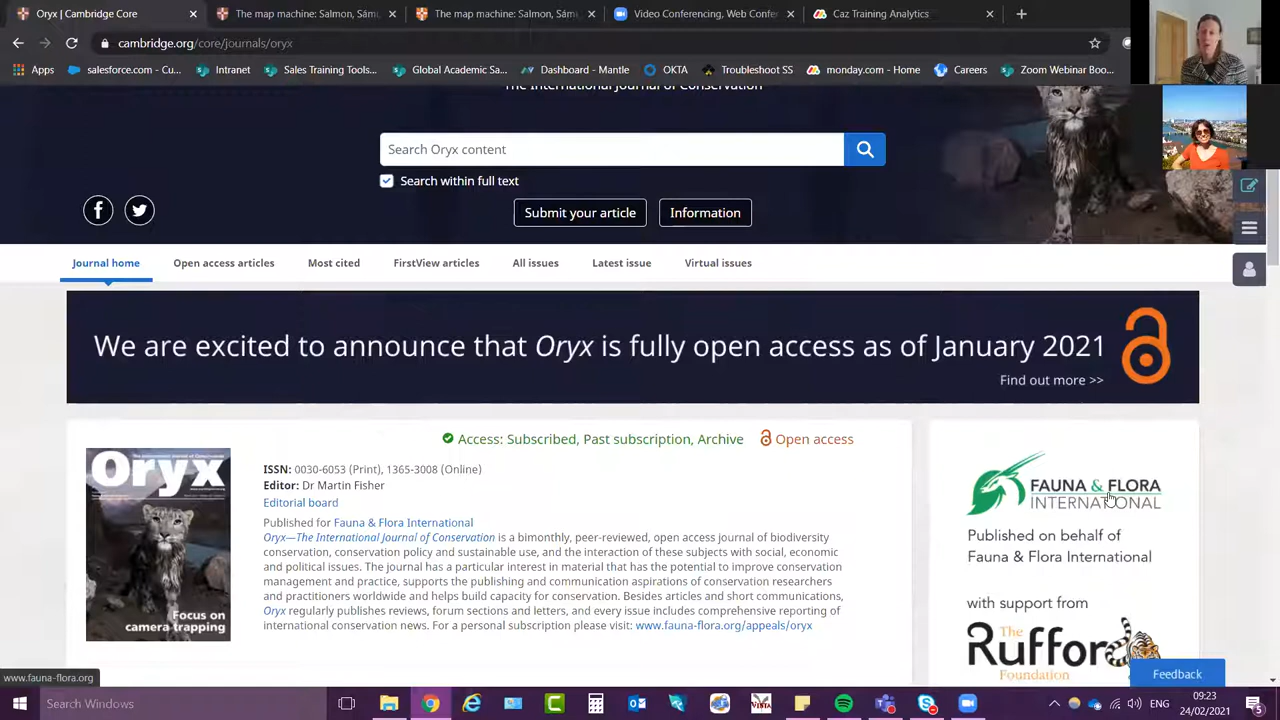 Oryx | Cambridge Core
The map machine: Salmon, Sámi
The map machine: Salmon, Sámi
Video Conferencing, Web Confe
Caz Training Analytics
cambridge.org/core/journals/oryx
Apps
salesforce.com - Cu...
Intranet
Sales Training Tools...
Global Academic Sa...
Dashboard - Mantle
OKTA
Troubleshoot SS
monday.com - Home
Careers
Zoom Webinar Boo...
The International Journal of Conservation
Search Oryx content
Search within full text
Submit your article
Information
Journal home
Open access articles
Most cited
FirstView articles
All issues
Latest issue
Virtual issues
We are excited to announce that Oryx is fully open access as of January 2021
Find out more >>
Access: Subscribed, Past subscription, Archive
Open access
Oryx
Focus on
camera trapping
ISSN: 0030-6053 (Print), 1365-3008 (Online)
Editor: Dr Martin Fisher
Editorial board
Published for Fauna & Flora International
Oryx—The International Journal of Conservation is a bimonthly, peer-reviewed, open access journal of biodiversity
conservation, conservation policy and sustainable use, and the interaction of these subjects with social, economic
and political issues. The journal has a particular interest in material that has the potential to improve conservation
management and practice, supports the publishing and communication aspirations of conservation researchers
and practitioners worldwide and helps build capacity for conservation. Besides articles and short communications,
Oryx regularly publishes reviews, forum sections and letters, and every issue includes comprehensive reporting of
international conservation news. For a personal subscription please visit: www.fauna-flora.org/appeals/oryx
FAUNA & FLORA
INTERNATIONAL
Published on behalf of
Fauna & Flora International
with support from
The
Rufford
Foundation
Feedback
www.fauna-flora.org
Search Windows
09:23
24/02/2021
5